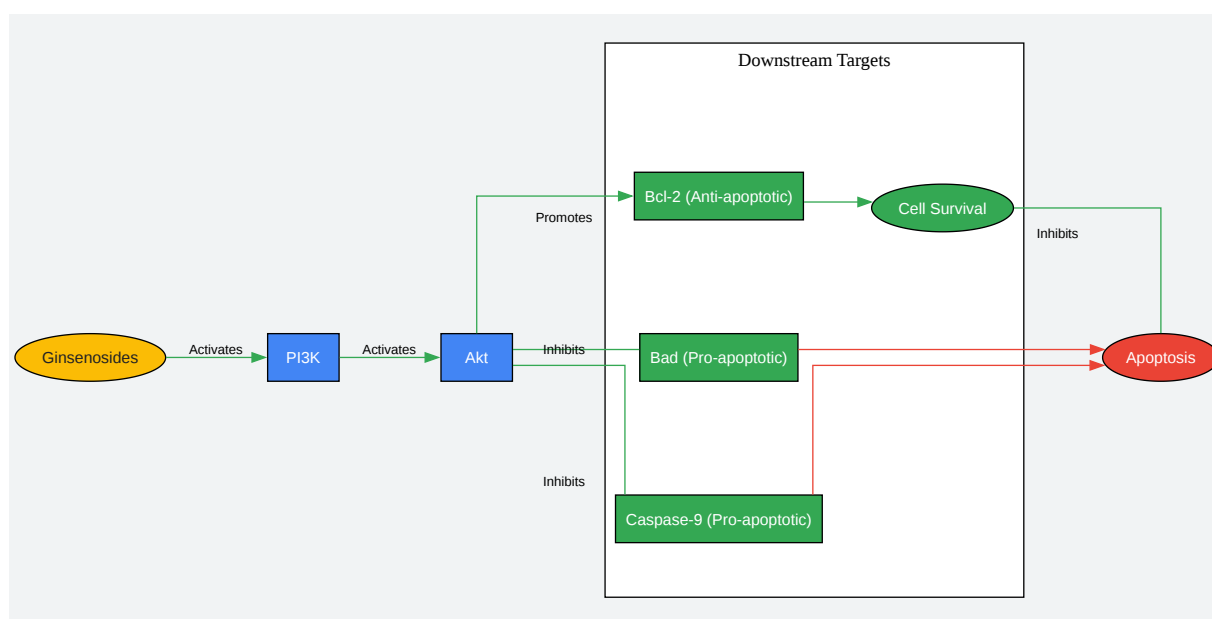 Downstream Targets
Bcl-2 (Anti-apoptotic)
Cell Survival
Promotes
Inhibits
Ginsenosides
Activates
PI3K
Activates
Akt
Inhibits
Bad (Pro-apoptotic)
Apoptosis
Inhibits
Caspase-9 (Pro-apoptotic)